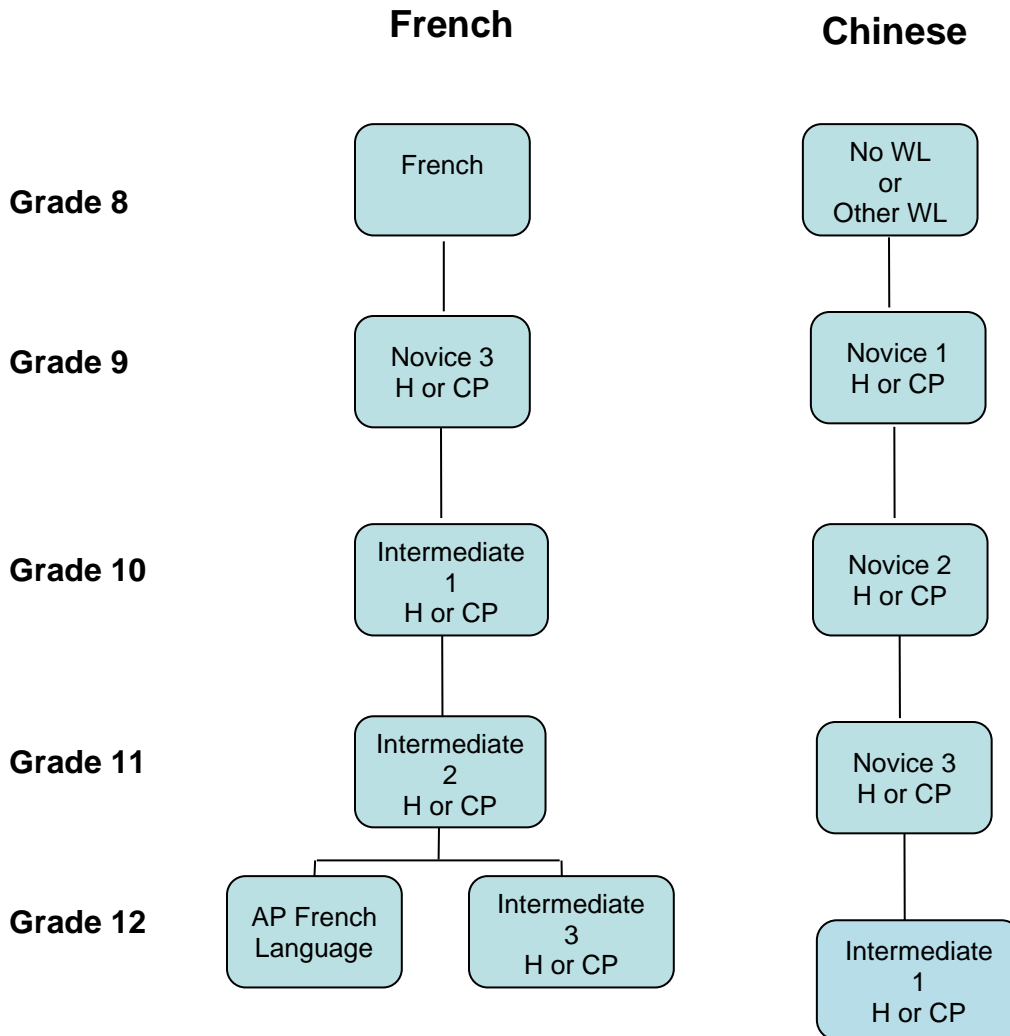 French
Chinese
Grade 8
French
No WL
or
Other WL
Grade 9
Novice 3
H or CP
Novice 1
H or CP
Grade 10
Intermediate
1
H or CP
Novice 2
H or CP
Grade 11
Intermediate
2
H or CP
Novice 3
H or CP
Grade 12
AP French
Language
Intermediate
3
H or CP
Intermediate
1
H or CP